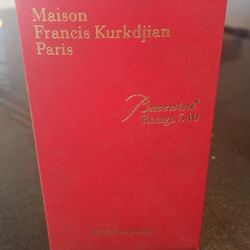 Maison
Francis Kurkdjian
Paris
Baccarat
Rouge 540